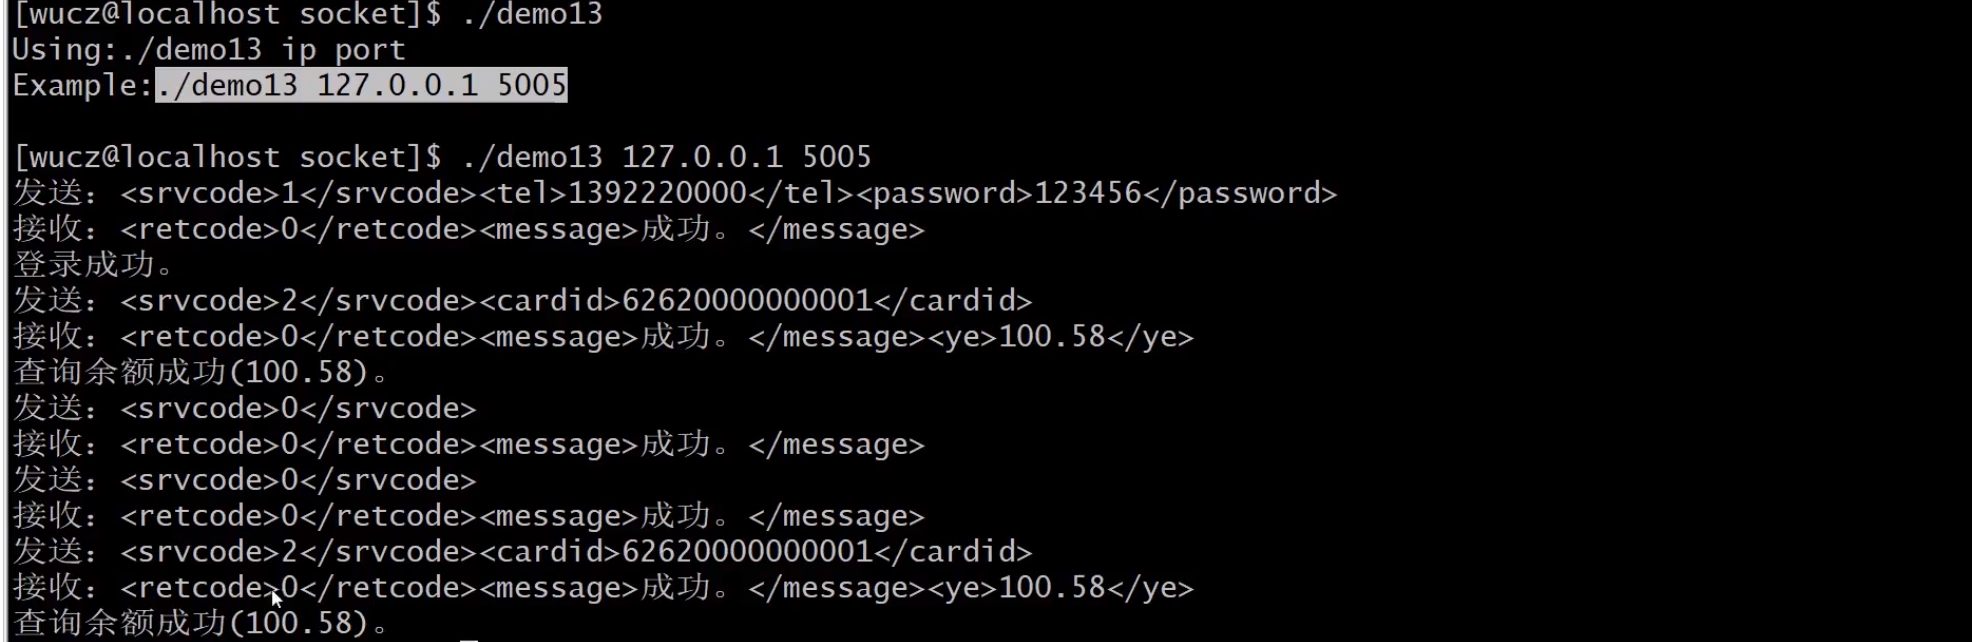 [wucz@localhost socket]$ ./demo13
Using:./demo13 ip port
Example:./demo13 127.0.0.1 5005
[wucz@localhost socket]$ ./demo13 127.0.0.1 5005
发送：<srvcode>1</srvcode><tel>1392220000</tel><password>123456</password>
接收：<retcode>0</retcode><message>成功。</message>
登录成功。
发送：<srvcode>2</srvcode><cardid>62620000000001</cardid>
接收：<retcode>0</retcode><message>成功。</message><ye>100.58</ye>
查询余额成功(100.58)。
发送：<srvcode>0</srvcode>
接收：<retcode>0</retcode><message>成功。</message>
发送：<srvcode>0</srvcode>
接收：<retcode>0</retcode><message>成功。</message>
发送：<srvcode>2</srvcode><cardid>62620000000001</cardid>
接收：<retcode>0</retcode><message>成功。</message><ye>100.58</ye>
查询余额成功(100.58)。